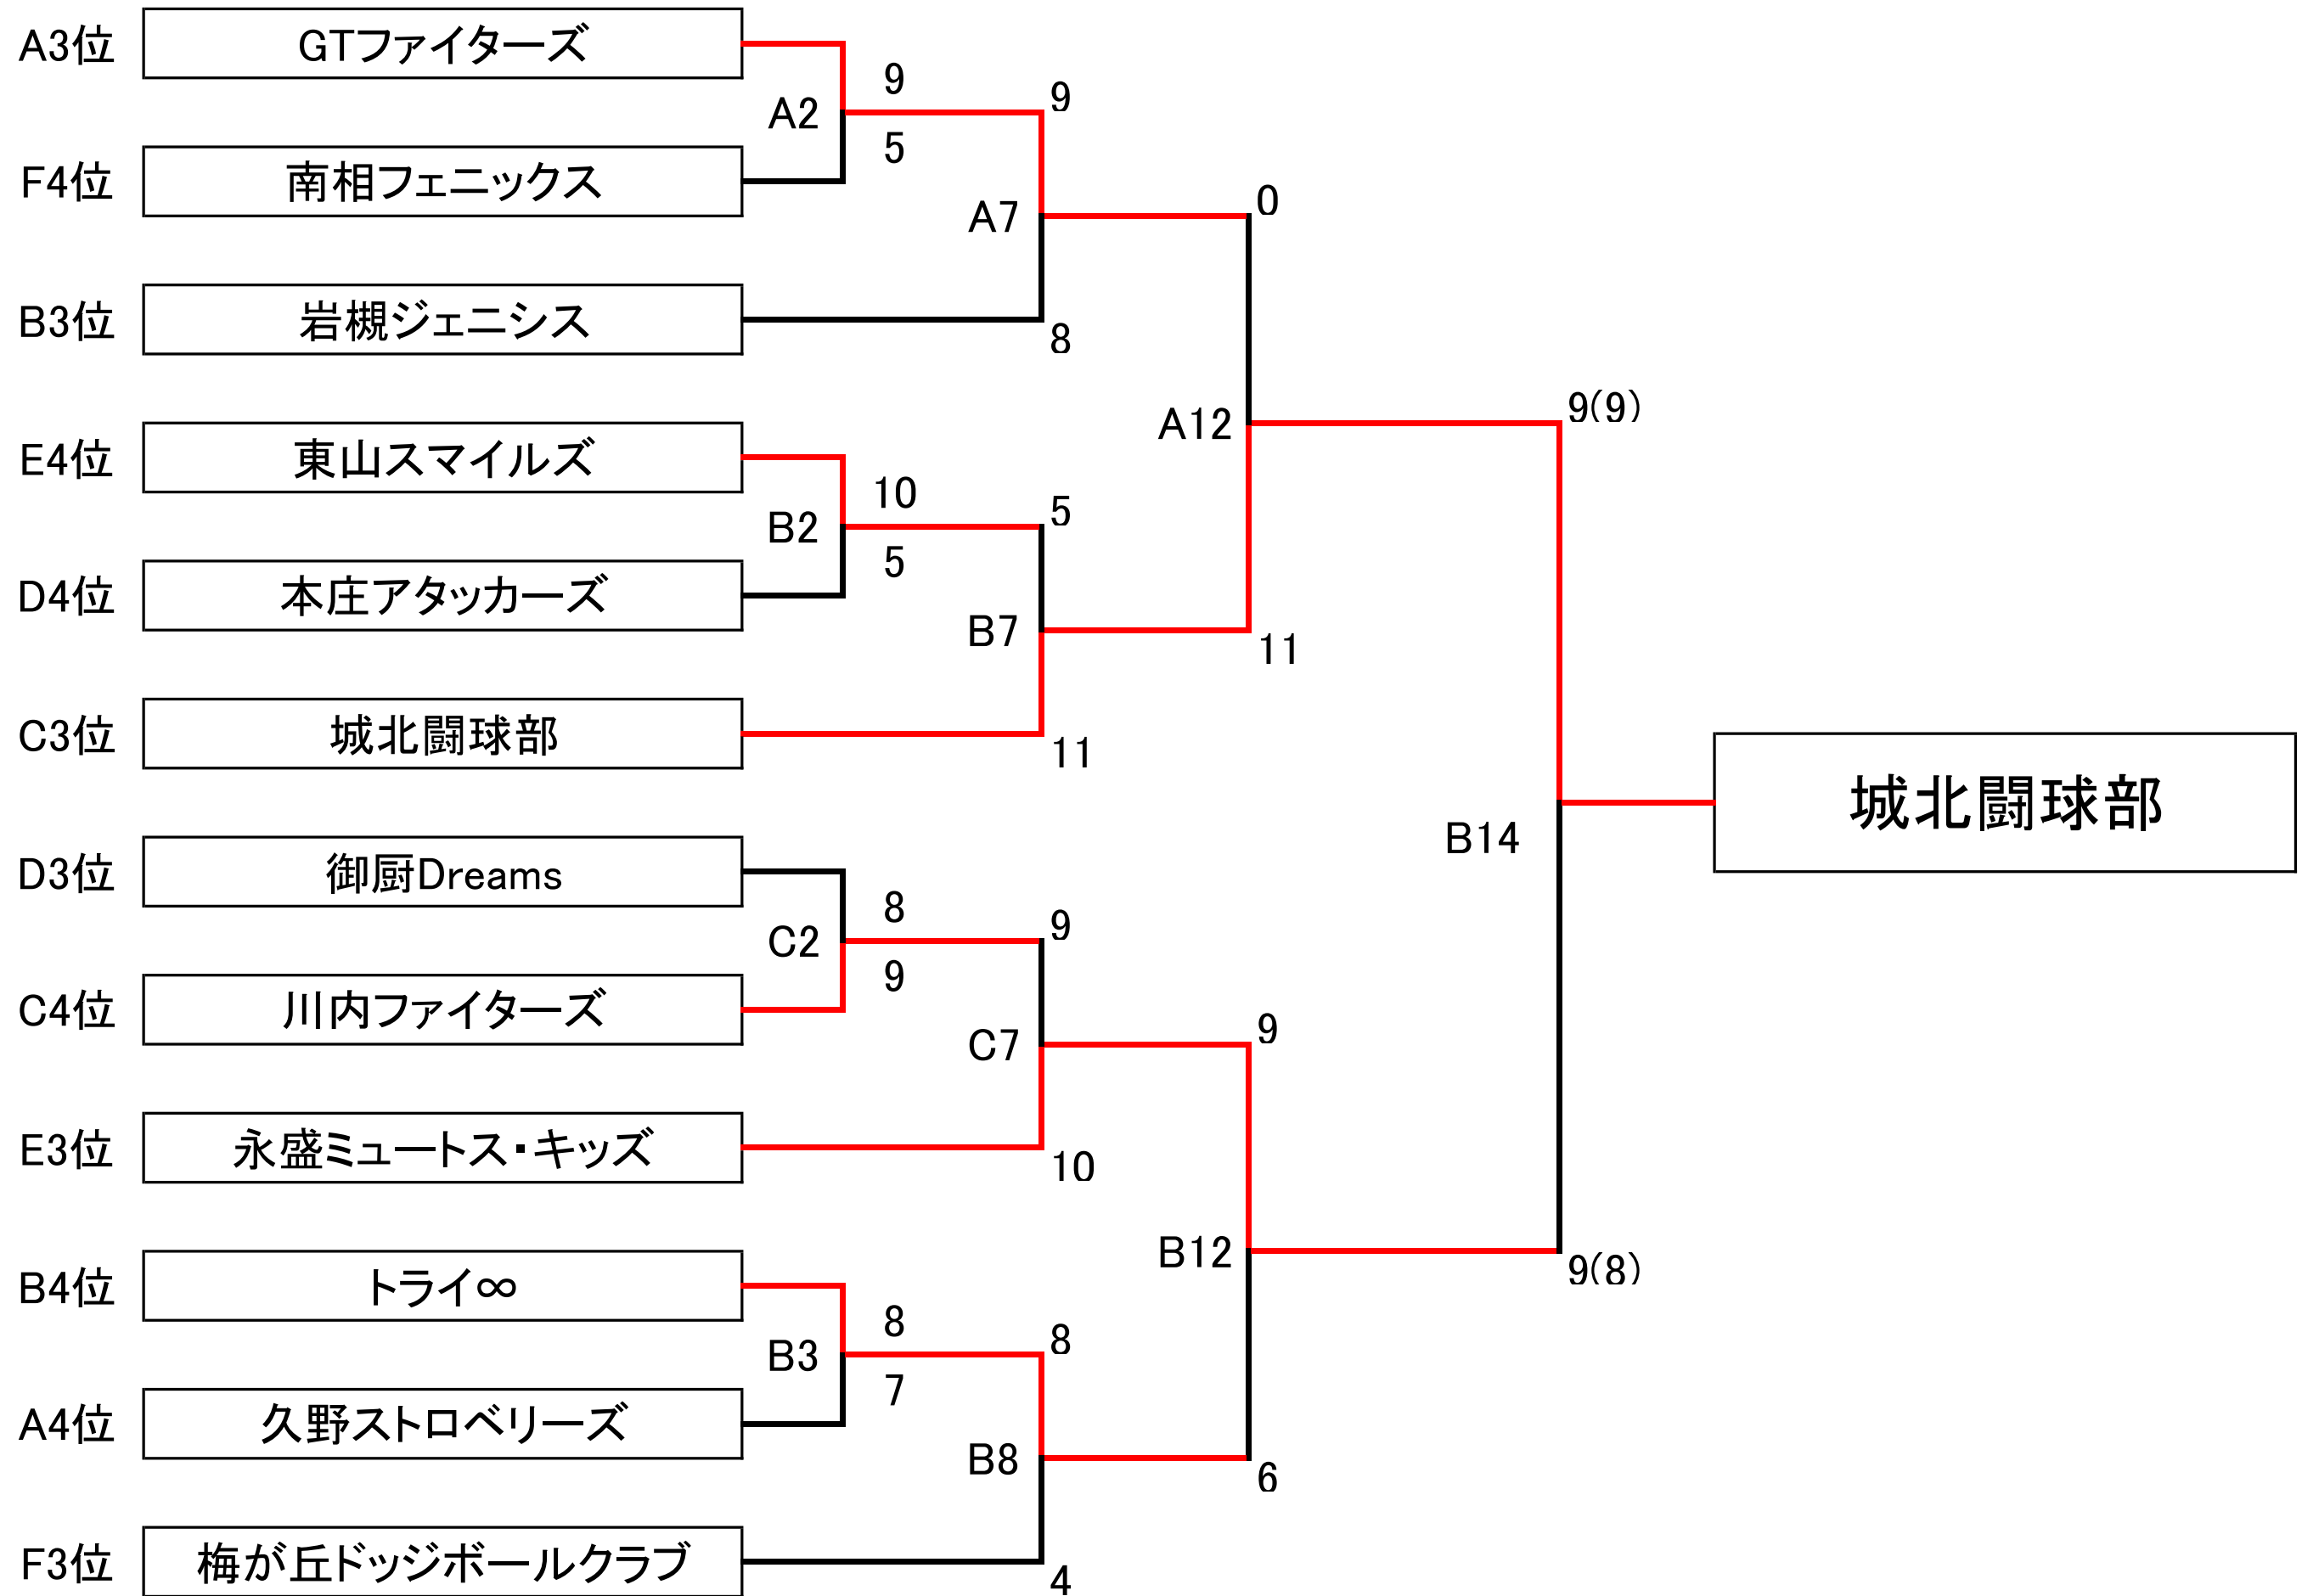 A3位 GTファイターズ
9
9
A2
5
F4位 南相フェニックス
0
A7
B3位 岩槻ジェニシス
8
9(9)
A12
E4位 東山スマイルズ
10
5
B2
5
D4位 本庄アタッカーズ
B7
11
C3位 城北闘球部
11
城北闘球部
B14
D3位 御厨Dreams
8
9
C2
9
C4位 川内ファイターズ
9
C7
E3位 永盛ミュートス・キッズ
10
B12
9(8)
B4位 トライ∞
8
8
B3
7
A4位 久野ストロベリーズ
B8
6
F3位 梅が丘ドッジボールクラブ
4